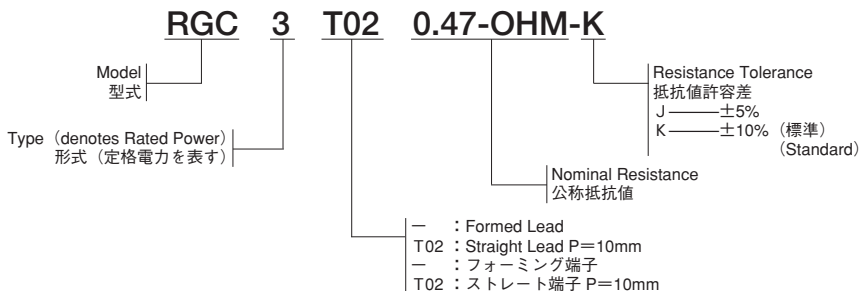 RGC 3 T02 0.47-OHM-K
Model
型式
Type（denotes Rated Power）
形式（定格電力を表す）
Resistance Tolerance
抵抗値許容差
J ――― ±5%
K ――― ±10%（標準）
(Standard)
Nominal Resistance
公称抵抗値
― ：Formed Lead
T02：Straight Lead P＝10mm
― ：フォーミング端子
T02：ストレート端子 P＝10mm